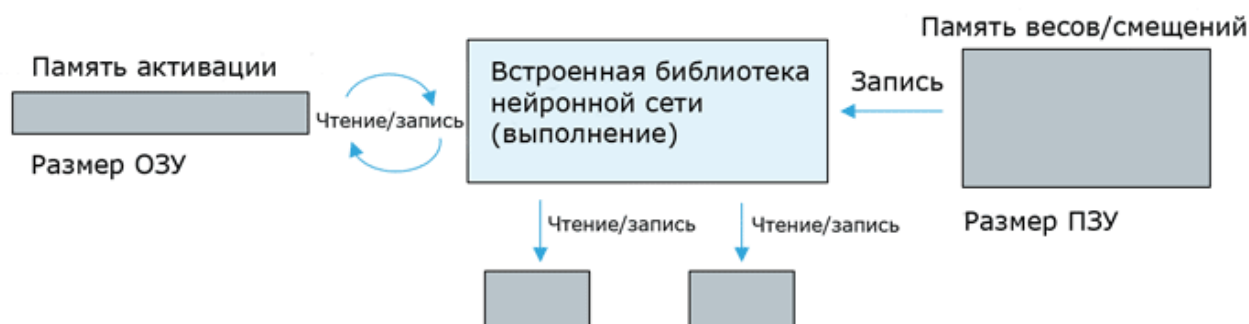 Память весов/смещений
Память активации
Встроенная библиотека
нейронной сети
(выполнение)
Запись
Чтение/запись
Размер ОЗУ
Размер ПЗУ
Чтение/запись
Чтение/запись